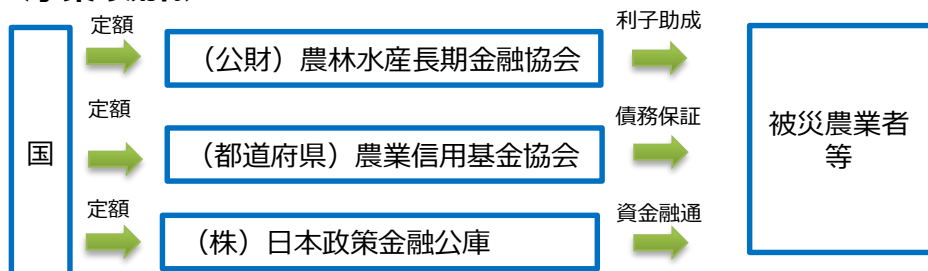 定額
利子助成
（公財）農林水産長期金融協会
定額
債務保証
国
（都道府県）農業信用基金協会
被災農業者
等
定額
資金融通
（株）日本政策金融公庫